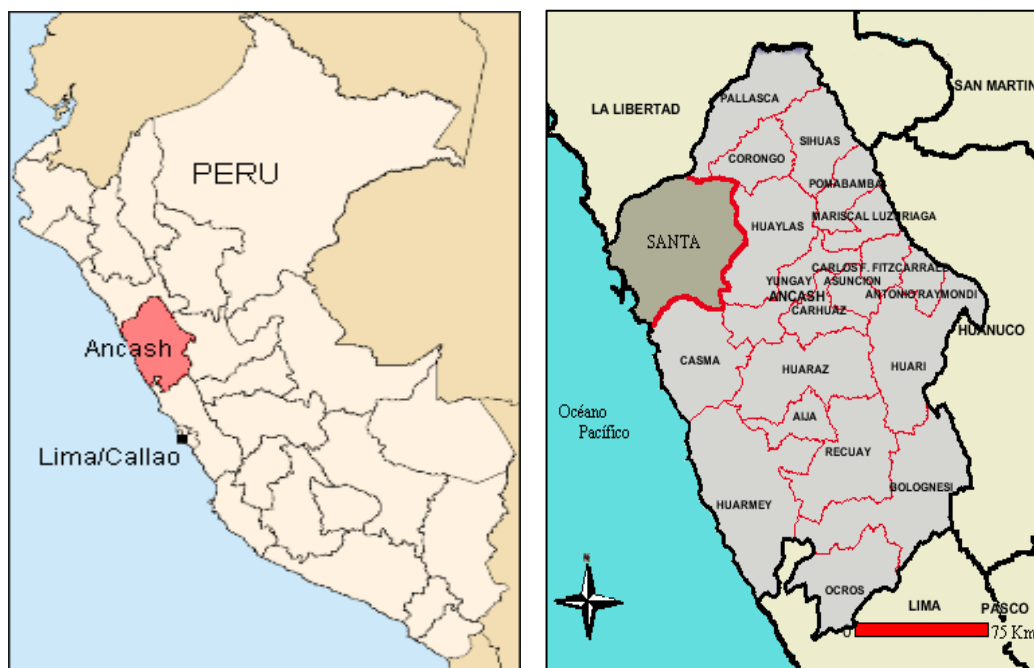 PERU
Ancash
Lima/Callao
SAN MARTIN
LA LIBERTAD
PALLASCA
SIHUAS
CORONGO
POMABAMBA
MARISCAL LUZURIAGA
SANTA
HUAYLAS
CARLOS F. FITZCARRALD
YUNGAY
ASUNCION
ANCASH
ANTONIO RAYMONDI
CARHUAZ
HUANUCO
CASMA
HUARAZ
HUARI
Océano
Pacífico
AIJA
RECUAY
BOLOGNESI
HUARMEY
OCROS
LIMA
PASCO
0
75 Km